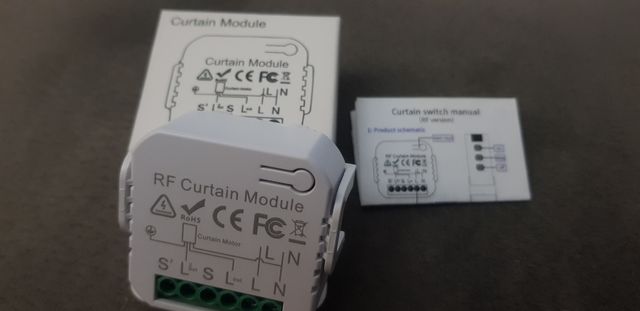 Curtain Module
Curtain Module
CE FC
L N
S' L S L L N
Curtain switch manual
(RF version)
1: Product schematic
RF Curtain Module
RoHS
CE FC
Curtain Motor
L N
S' L S L L N